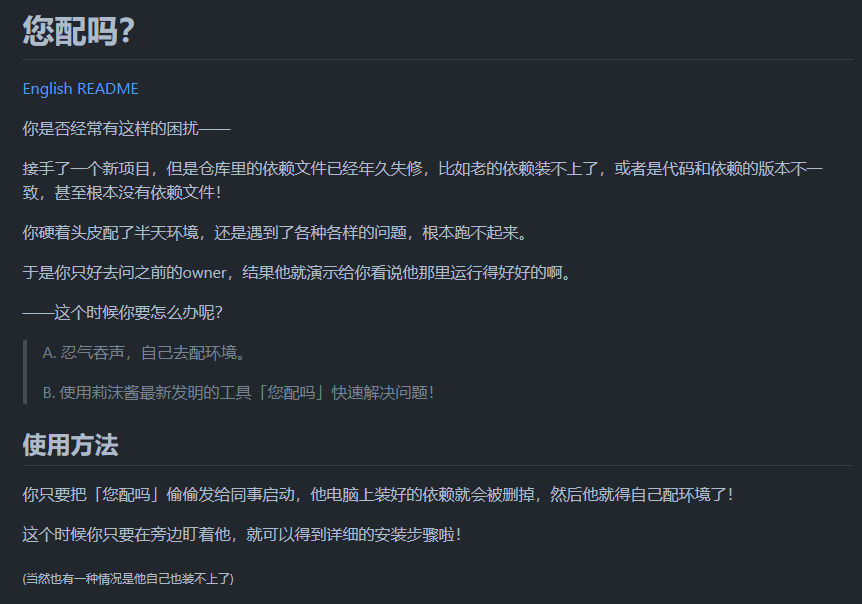 您配吗？
English README
你是否经常有这样的困扰——
接手了一个新项目，但是仓库里的依赖文件已经年久失修，比如老的依赖装不上了，或者是代码和依赖的版本不一
致，甚至根本没有依赖文件！
你硬着头皮配了半天环境，还是遇到了各种各样的问题，根本跑不起来。
于是你只好去问之前的owner，结果他就演示给你看说他那里运行得好好的啊。
——这个时候你要怎么办呢？
A. 忍气吞声，自己去配环境。
B. 使用莉沫酱最新发明的工具「您配吗」快速解决问题！
使用方法
你只要把「您配吗」偷偷发给同事启动，他电脑上装好的依赖就会被删掉，然后他就得自己配环境了！
这个时候你只要在旁边盯着他，就可以得到详细的安装步骤啦！
(当然也有一种情况是他自己也装不上了)